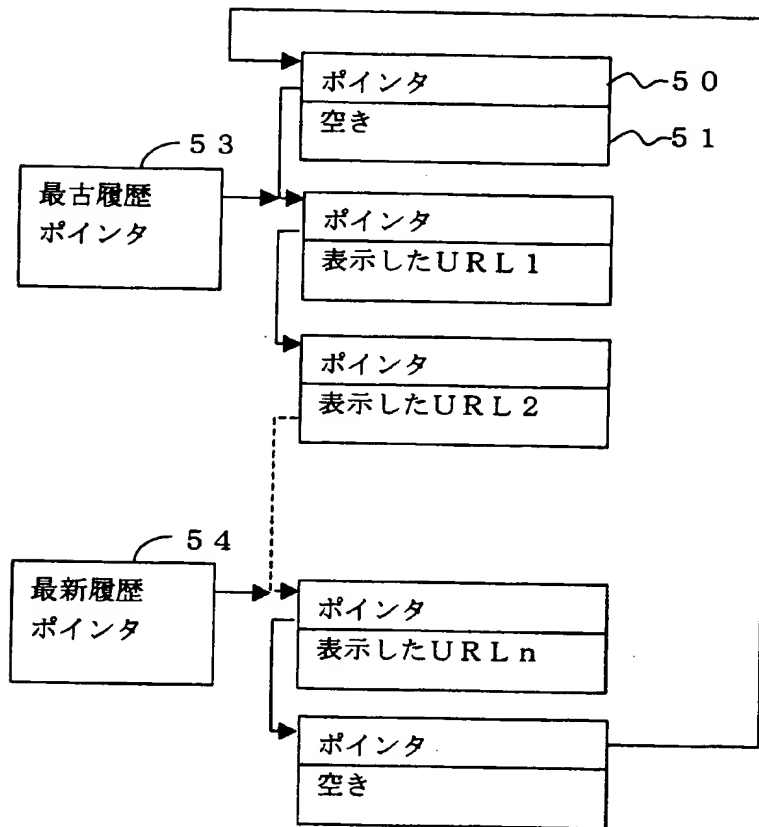 ポインタ
５０
空き
５１
５３
最古履歴
ポインタ
ポインタ
表示したＵＲＬ１
ポインタ
表示したＵＲＬ２
５４
最新履歴
ポインタ
ポインタ
表示したＵＲＬｎ
ポインタ
空き